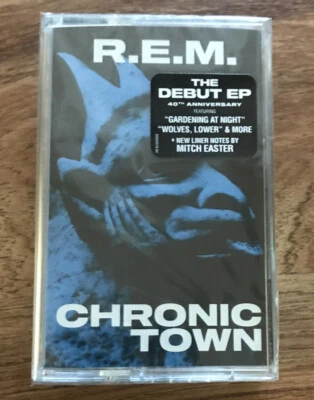 R.E.M.
THE
DEBUT EP
40TH ANNIVERSARY
FEATURING
"GARDENING AT NIGHT"
"WOLVES, LOWER" & MORE
+ NEW LINER NOTES BY
MITCH EASTER
CHRONIC
TOWN